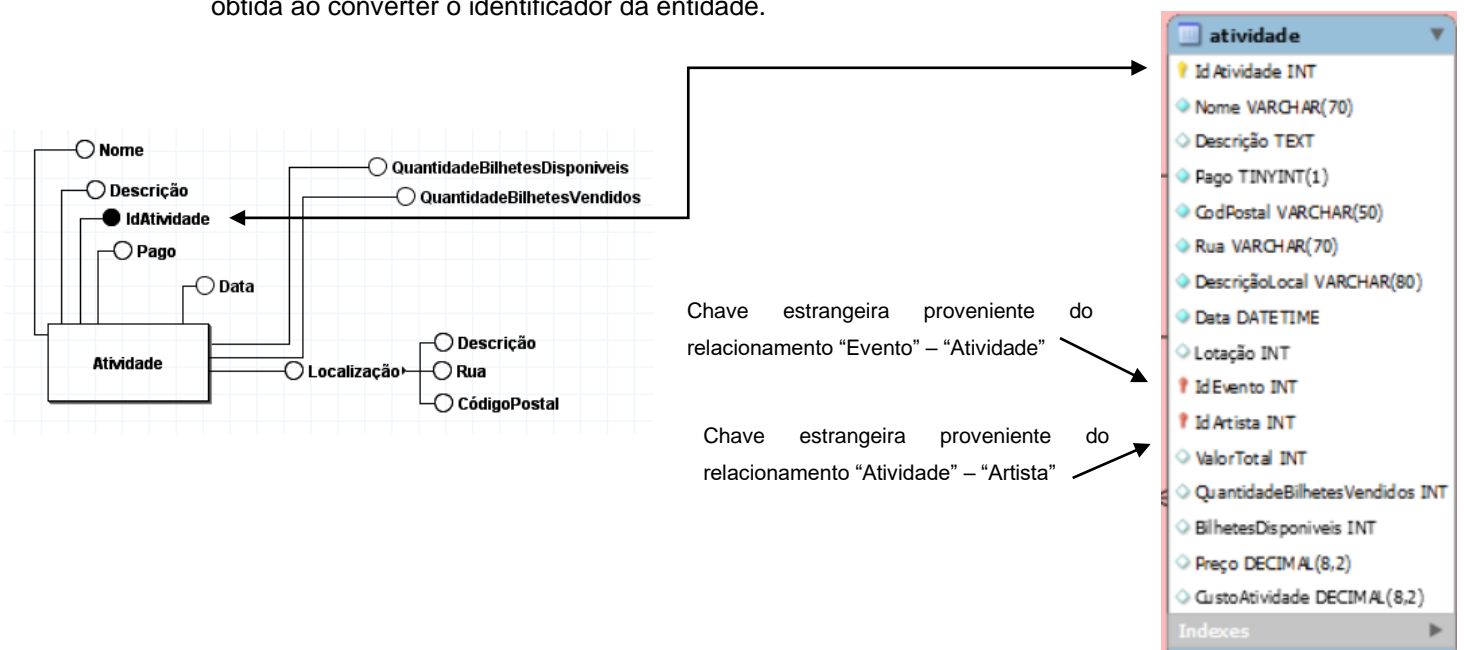 obtida ao converter o identificador da entidade.
Nome
Descrição
IdAtividade
Pago
Data
QuantidadeBilhetesDisponiveis
QuantidadeBilhetesVendidos
Atividade
Localização
Descrição
Rua
CódigoPostal
Chave estrangeira proveniente do
relacionamento “Evento” – “Atividade”
Chave estrangeira proveniente do
relacionamento “Atividade” – “Artista”
atividade
IdAtividade INT
Nome VARCHAR(70)
Descrição TEXT
Pago TINYINT(1)
CodPostal VARCHAR(50)
Rua VARCHAR(70)
DescriçãoLocal VARCHAR(80)
Data DATETIME
Lotação INT
IdEvento INT
IdArtista INT
ValorTotal INT
QuantidadeBilhetesVendidos INT
BilhetesDisponiveis INT
Preço DECIMAL(8,2)
CustoAtividade DECIMAL(8,2)
Indexes